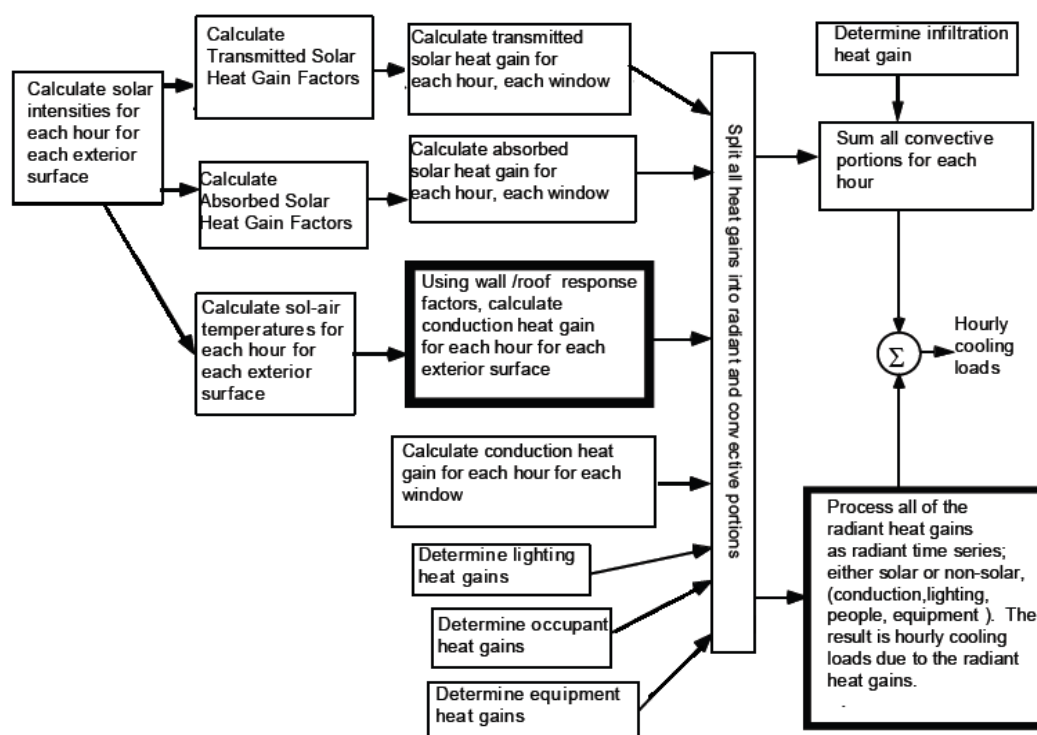 Calculate solar
intensities for
each hour for
each exterior
surface
Calculate
Transmitted Solar
Heat Gain Factors
Calculate transmitted
solar heat gain for
each hour, each window
Calculate
Absorbed Solar
Heat Gain Factors
Calculate absorbed
solar heat gain for
each hour, each window
Calculate sol-air
temperatures for
each hour for
each exterior
surface
Using wall /roof response
factors, calculate
conduction heat gain
for each hour for each
exterior surface
Calculate conduction heat
gain for each hour for each
window
Determine lighting
heat gains
Determine occupant
heat gains
Determine equipment
heat gains
Split all heat gains into radiant and convective portions
Determine infiltration
heat gain
Sum all convective
portions for each
hour
Σ
Hourly
cooling
loads
Process all of the
radiant heat gains
as radiant time series;
either solar or non-solar,
(conduction,lighting,
people, equipment ). The
result is hourly cooling
loads due to the radiant
heat gains.
.